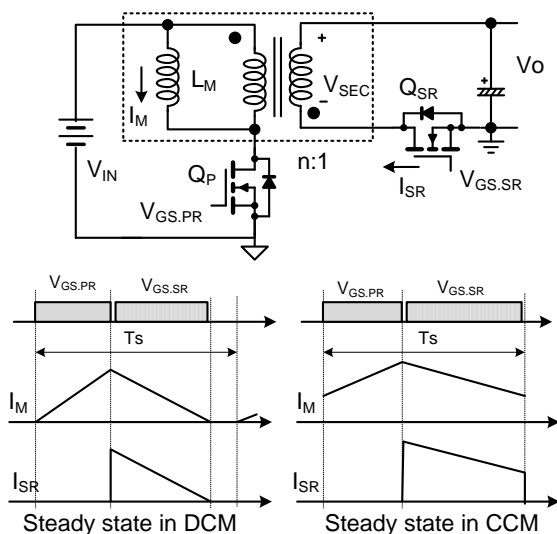 +
L_M
I_M
V_SEC
Q_SR
+
Vo
−
V_IN
n:1
Q_P
V_GS.PR
I_SR
V_GS.SR
V_GS.PR
V_GS.SR
Ts
I_M
I_SR
Steady state in DCM
V_GS.PR
V_GS.SR
Ts
I_M
I_SR
Steady state in CCM